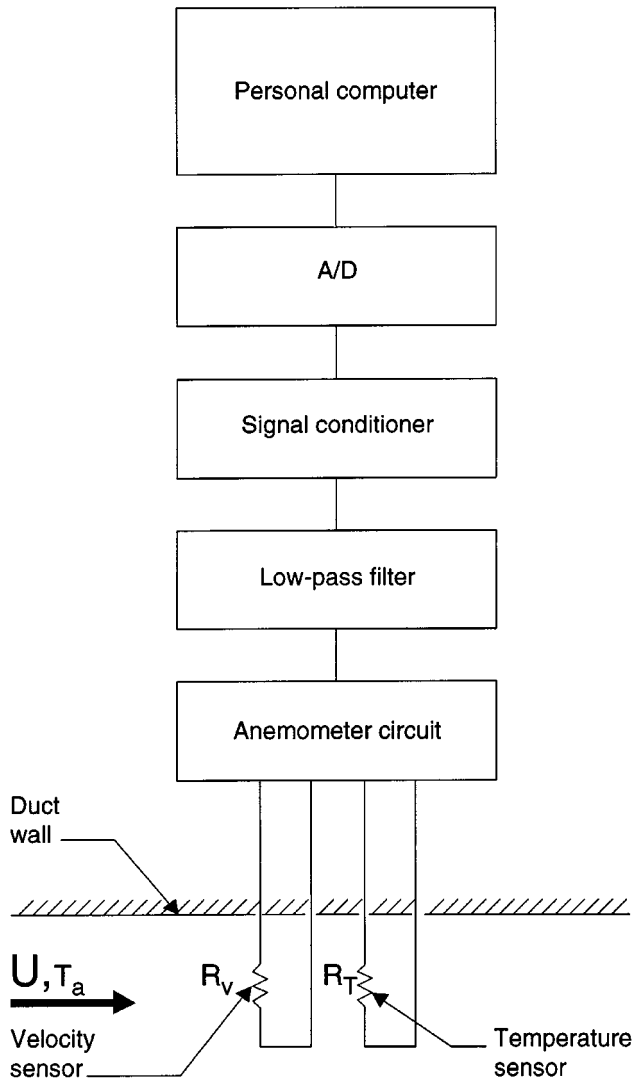 Personal computer
A/D
Signal conditioner
Low-pass filter
Anemometer circuit
Duct
wall
U, Ta
Rv
RT
Velocity
sensor
Temperature
sensor